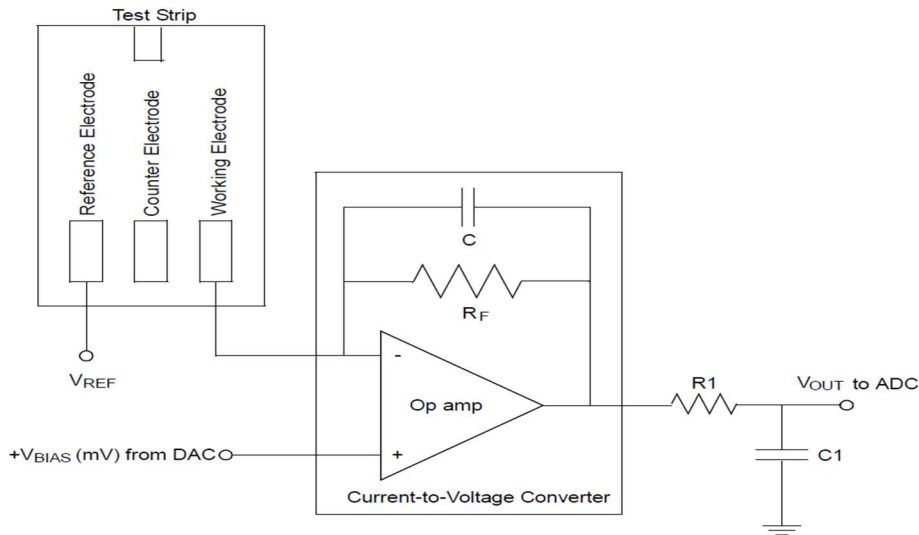 Test Strip
Reference Electrode
Counter Electrode
Working Electrode
C
RF
VREF
-
Op amp
+
+VBIAS (mV) from DAC
Current-to-Voltage Converter
R1
VOUT to ADC
C1